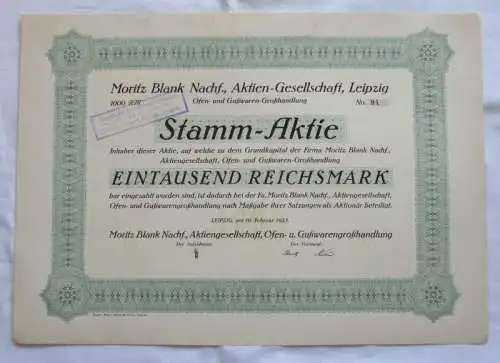 Moritz Blank Nachf., Aktien-Gesellschaft, Leipzig
Ofen- und Gußwaren-Großhandlung
1000 RM
No. 94
Stamm-Aktie
Inhaber dieser Aktie, auf welche zu dem Grundkapital der Firma Moritz Blank Nachf.,
Aktiengesellschaft, Ofen- und Gußwaren-Großhandlung
EINTAUSEND REICHSMARK
bar eingezahlt worden sind, ist dadurch bei der Fa. Moritz Blank Nachf., Aktiengesellschaft,
Ofen- und Gußwarengroßhandlung nach Maßgabe ihrer Satzungen als Aktionär beteiligt.
LEIPZIG, am 10. Februar 1925.
Moritz Blank Nachf., Aktiengesellschaft, Ofen- u. Gußwarengroßhandlung
Der Aufsichtsrat: Der Vorstand: